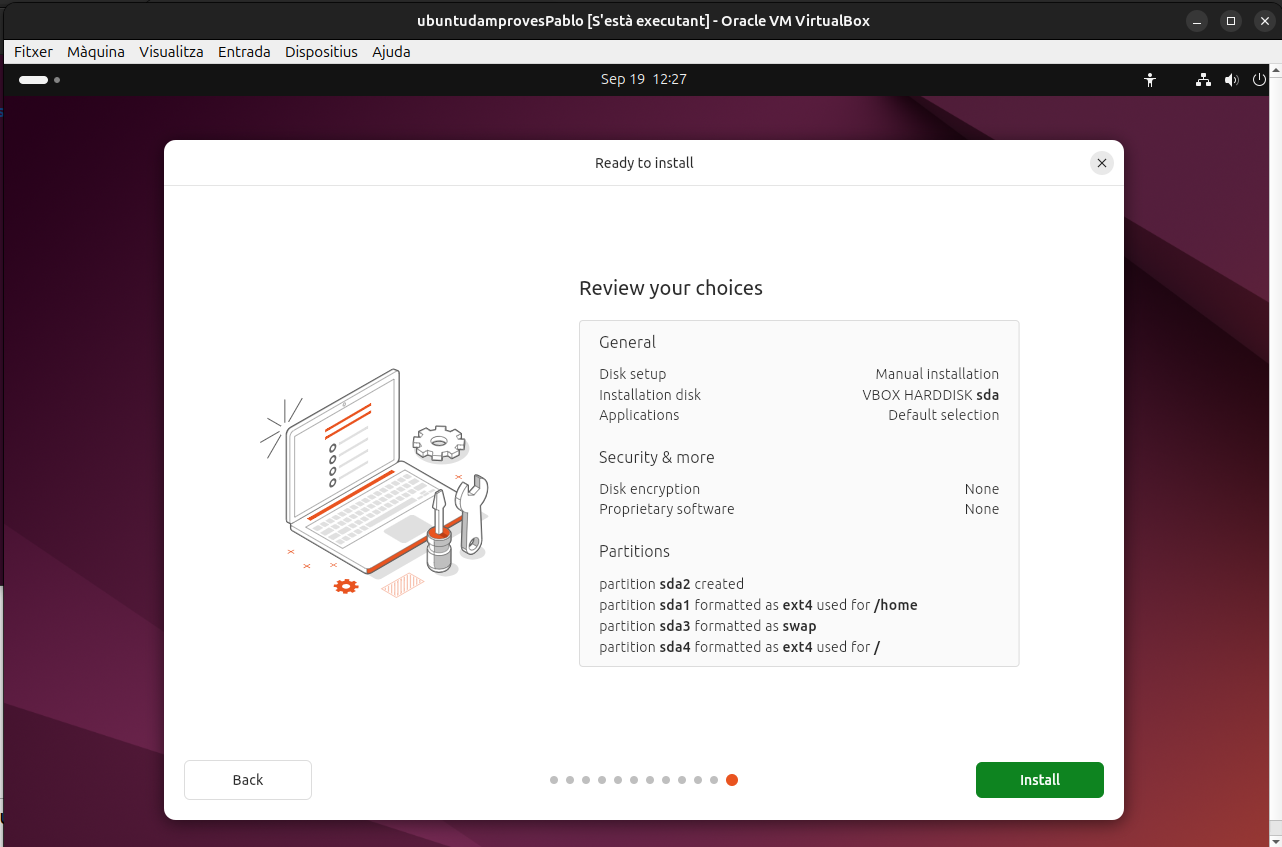 ubuntudamprovesPablo [S'està executant] - Oracle VM VirtualBox
Fitxer Màquina Visualitza Entrada Dispositius Ajuda
Sep 19 12:27
Ready to install
Review your choices
General
Disk setup Manual installation
Installation disk VBOX HARDDISK sda
Applications Default selection
Security & more
Disk encryption None
Proprietary software None
Partitions
partition sda2 created
partition sda1 formatted as ext4 used for /home
partition sda3 formatted as swap
partition sda4 formatted as ext4 used for /
Back
Install